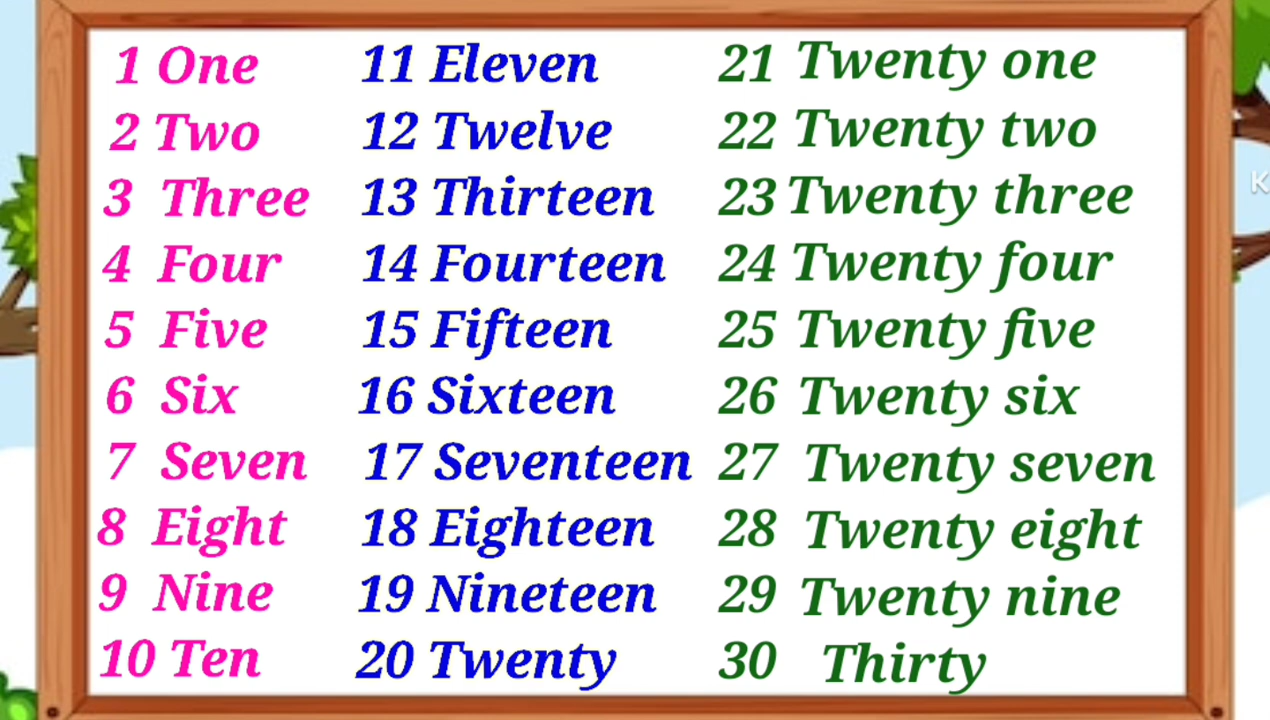 1 One
2 Two
3 Three
4 Four
5 Five
6 Six
7 Seven
8 Eight
9 Nine
10 Ten
11 Eleven
12 Twelve
13 Thirteen
14 Fourteen
15 Fifteen
16 Sixteen
17 Seventeen
18 Eighteen
19 Nineteen
20 Twenty
21 Twenty one
22 Twenty two
23 Twenty three
24 Twenty four
25 Twenty five
26 Twenty six
27 Twenty seven
28 Twenty eight
29 Twenty nine
30 Thirty